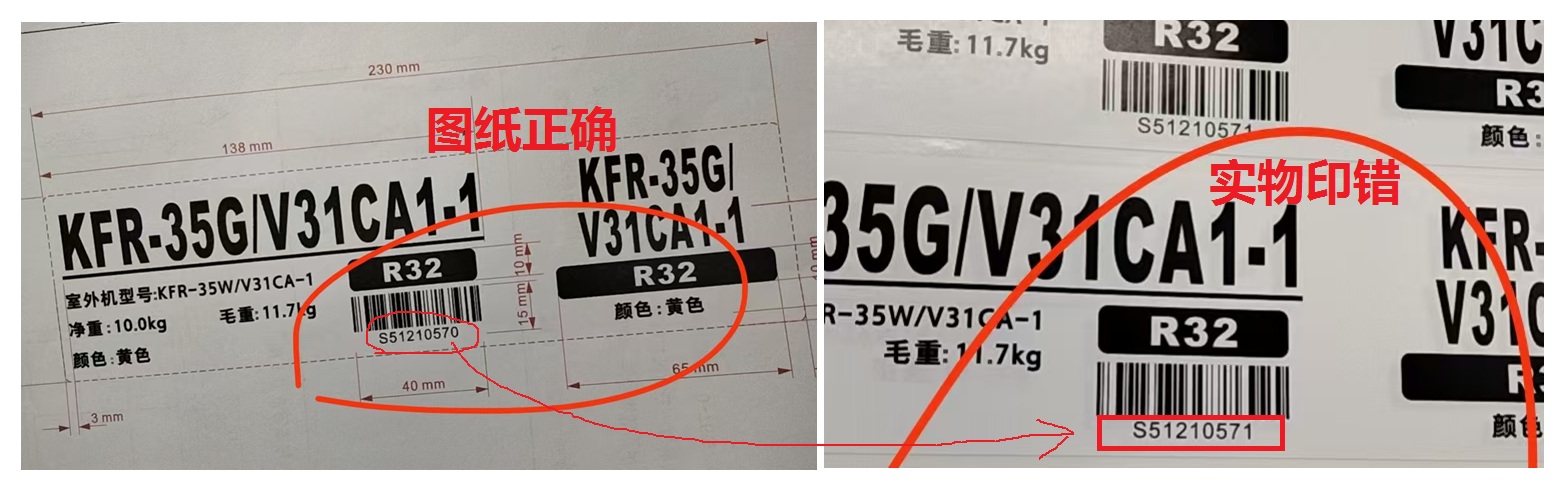 230 mm
图纸正确
138 mm
KFR-35G/V31CA1-1
R32
室外机型号:KFR-35W/V31CA-1
净重:10.0kg
毛重:11.7kg
颜色:黄色
S51210570
10 mm
15 mm
40 mm
3 mm
KFR-35G/
V31CA1-1
R32
颜色:黄色
65 mm
毛重:11.7kg
R32
S51210571
V31C
R3
颜色:
实物印错
35G/V31CA1-1
R-35W/V31CA-1
毛重:11.7kg
R32
S51210571
KFR-
V31C
R3
颜